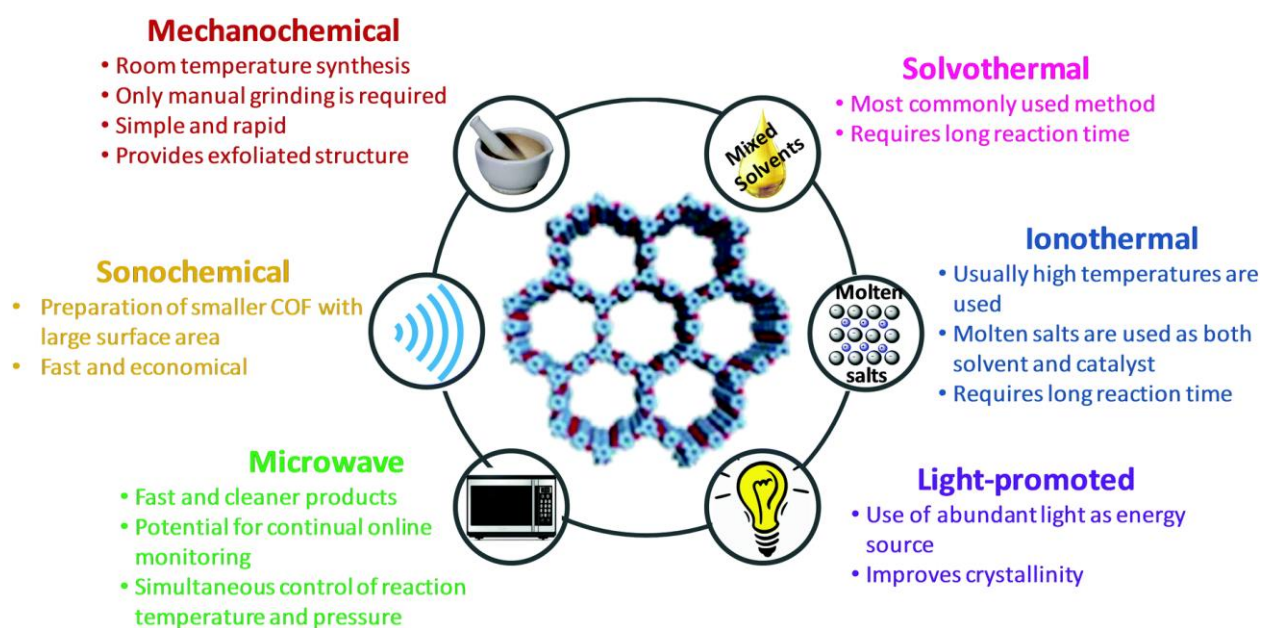 Mechanochemical
• Room temperature synthesis
• Only manual grinding is required
• Simple and rapid
• Provides exfoliated structure
Solvothermal
• Most commonly used method
• Requires long reaction time
Mixed
Solvents
Sonochemical
• Preparation of smaller COF with
large surface area
• Fast and economical
Ionothermal
• Usually high temperatures are
used
• Molten salts are used as both
solvent and catalyst
• Requires long reaction time
Molten
salts
Microwave
• Fast and cleaner products
• Potential for continual online
monitoring
• Simultaneous control of reaction
temperature and pressure
Light-promoted
• Use of abundant light as energy
source
• Improves crystallinity